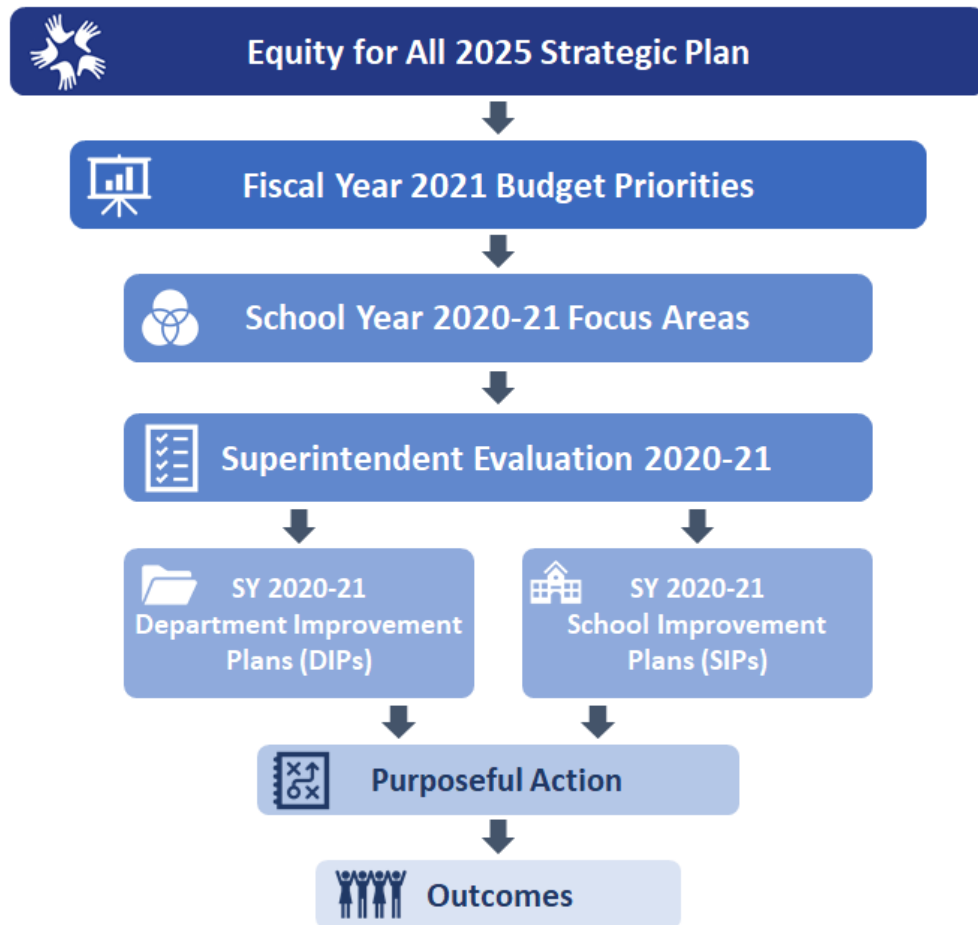 Equity for All 2025 Strategic Plan
Fiscal Year 2021 Budget Priorities
School Year 2020-21 Focus Areas
Superintendent Evaluation 2020-21
SY 2020-21
Department Improvement
Plans (DIPs)
SY 2020-21
School Improvement
Plans (SIPs)
Purposeful Action
Outcomes